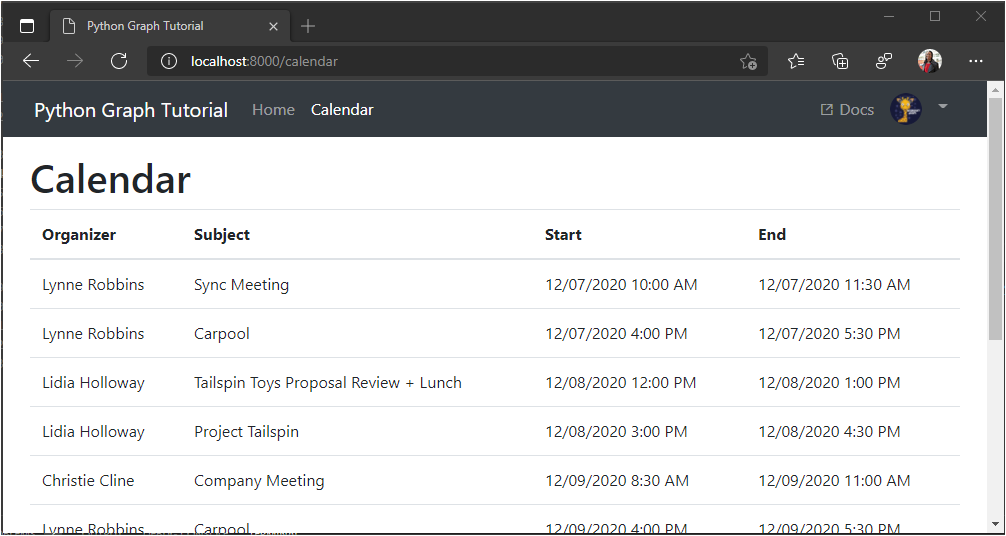 Python Graph Tutorial
localhost:8000/calendar
Python Graph Tutorial Home Calendar Docs
Calendar
Organizer Subject Start End
Lynne Robbins Sync Meeting 12/07/2020 10:00 AM 12/07/2020 11:30 AM
Lynne Robbins Carpool 12/07/2020 4:00 PM 12/07/2020 5:30 PM
Lidia Holloway Tailspin Toys Proposal Review + Lunch 12/08/2020 12:00 PM 12/08/2020 1:00 PM
Lidia Holloway Project Tailspin 12/08/2020 3:00 PM 12/08/2020 4:30 PM
Christie Cline Company Meeting 12/09/2020 8:30 AM 12/09/2020 11:00 AM
Lynne Robbins Carpool 12/09/2020 4:00 PM 12/09/2020 5:30 PM